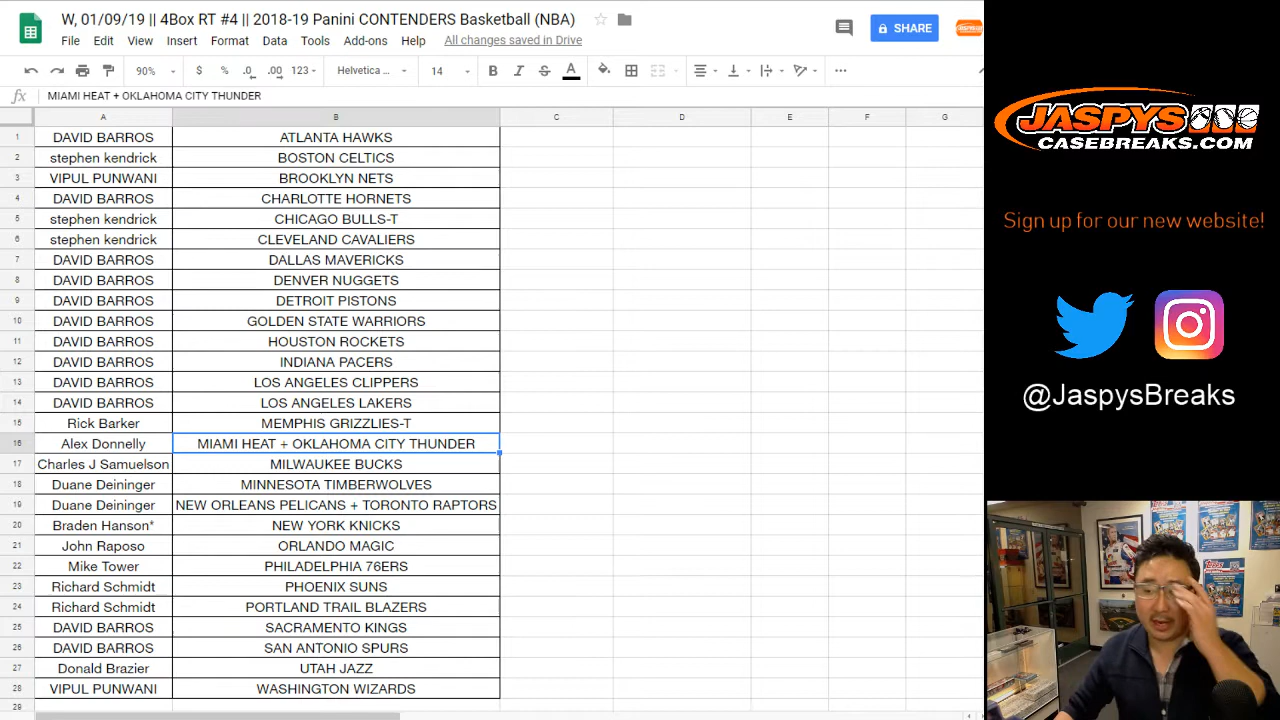 W, 01/09/19 || 4Box RT #4 || 2018-19 Panini CONTENDERS Basketball (NBA)
File Edit View Insert Format Data Tools Add-ons Help All changes saved in Drive
SHARE
90% $ % .0 .00 123 Helvetica ... 14 B I S A
fx MIAMI HEAT + OKLAHOMA CITY THUNDER
A B C D E F G
1 DAVID BARROS ATLANTA HAWKS
2 stephen kendrick BOSTON CELTICS
3 VIPUL PUNWANI BROOKLYN NETS
4 DAVID BARROS CHARLOTTE HORNETS
5 stephen kendrick CHICAGO BULLS-T
6 stephen kendrick CLEVELAND CAVALIERS
7 DAVID BARROS DALLAS MAVERICKS
8 DAVID BARROS DENVER NUGGETS
9 DAVID BARROS DETROIT PISTONS
10 DAVID BARROS GOLDEN STATE WARRIORS
11 DAVID BARROS HOUSTON ROCKETS
12 DAVID BARROS INDIANA PACERS
13 DAVID BARROS LOS ANGELES CLIPPERS
14 DAVID BARROS LOS ANGELES LAKERS
15 Rick Barker MEMPHIS GRIZZLIES-T
16 Alex Donnelly MIAMI HEAT + OKLAHOMA CITY THUNDER
17 Charles J Samuelson MILWAUKEE BUCKS
18 Duane Deininger MINNESOTA TIMBERWOLVES
19 Duane Deininger NEW ORLEANS PELICANS + TORONTO RAPTORS
20 Braden Hanson* NEW YORK KNICKS
21 John Raposo ORLANDO MAGIC
22 Mike Tower PHILADELPHIA 76ERS
23 Richard Schmidt PHOENIX SUNS
24 Richard Schmidt PORTLAND TRAIL BLAZERS
25 DAVID BARROS SACRAMENTO KINGS
26 DAVID BARROS SAN ANTONIO SPURS
27 Donald Brazier UTAH JAZZ
28 VIPUL PUNWANI WASHINGTON WIZARDS
29
JASPYS
CASEBREAKS.COM
Sign up for our new website!
@JaspysBreaks